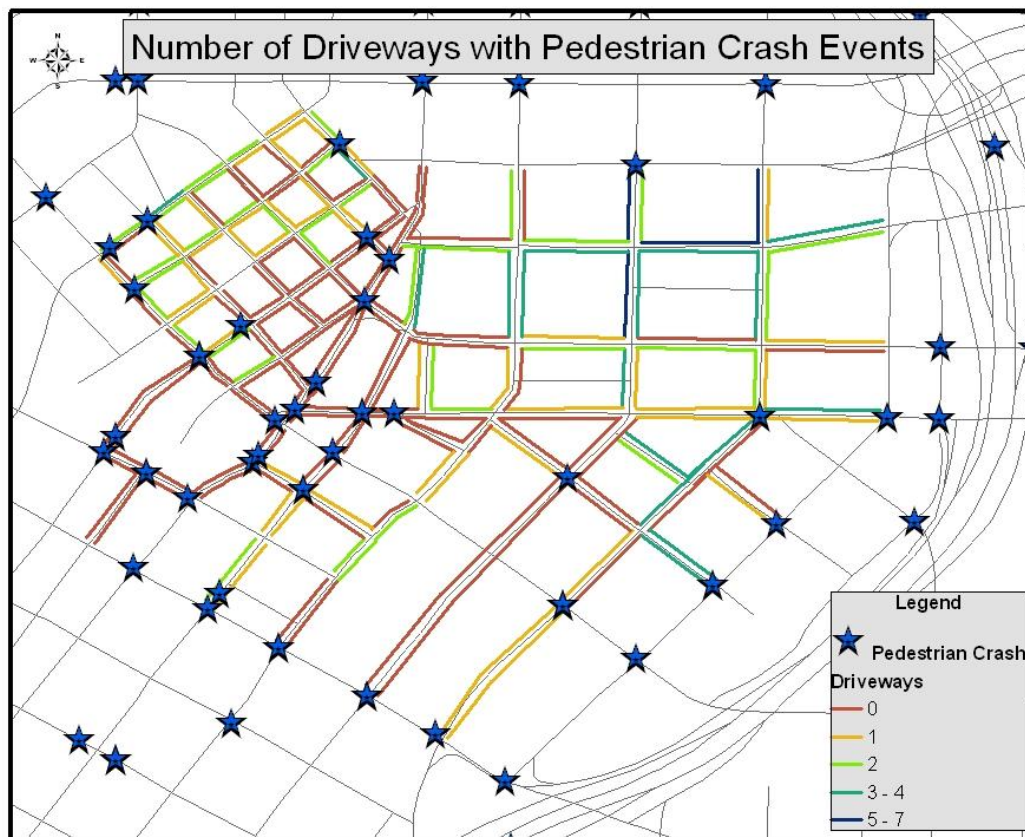 Number of Driveways with Pedestrian Crash Events
N
W E
S
Legend
Pedestrian Crash
Driveways
0
1
2
3 - 4
5 - 7